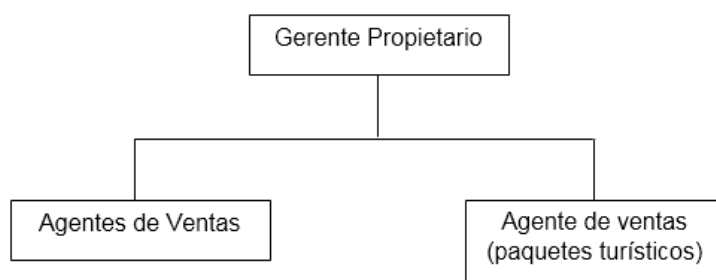 Gerente Propietario
Agentes de Ventas
Agente de ventas
(paquetes turísticos)